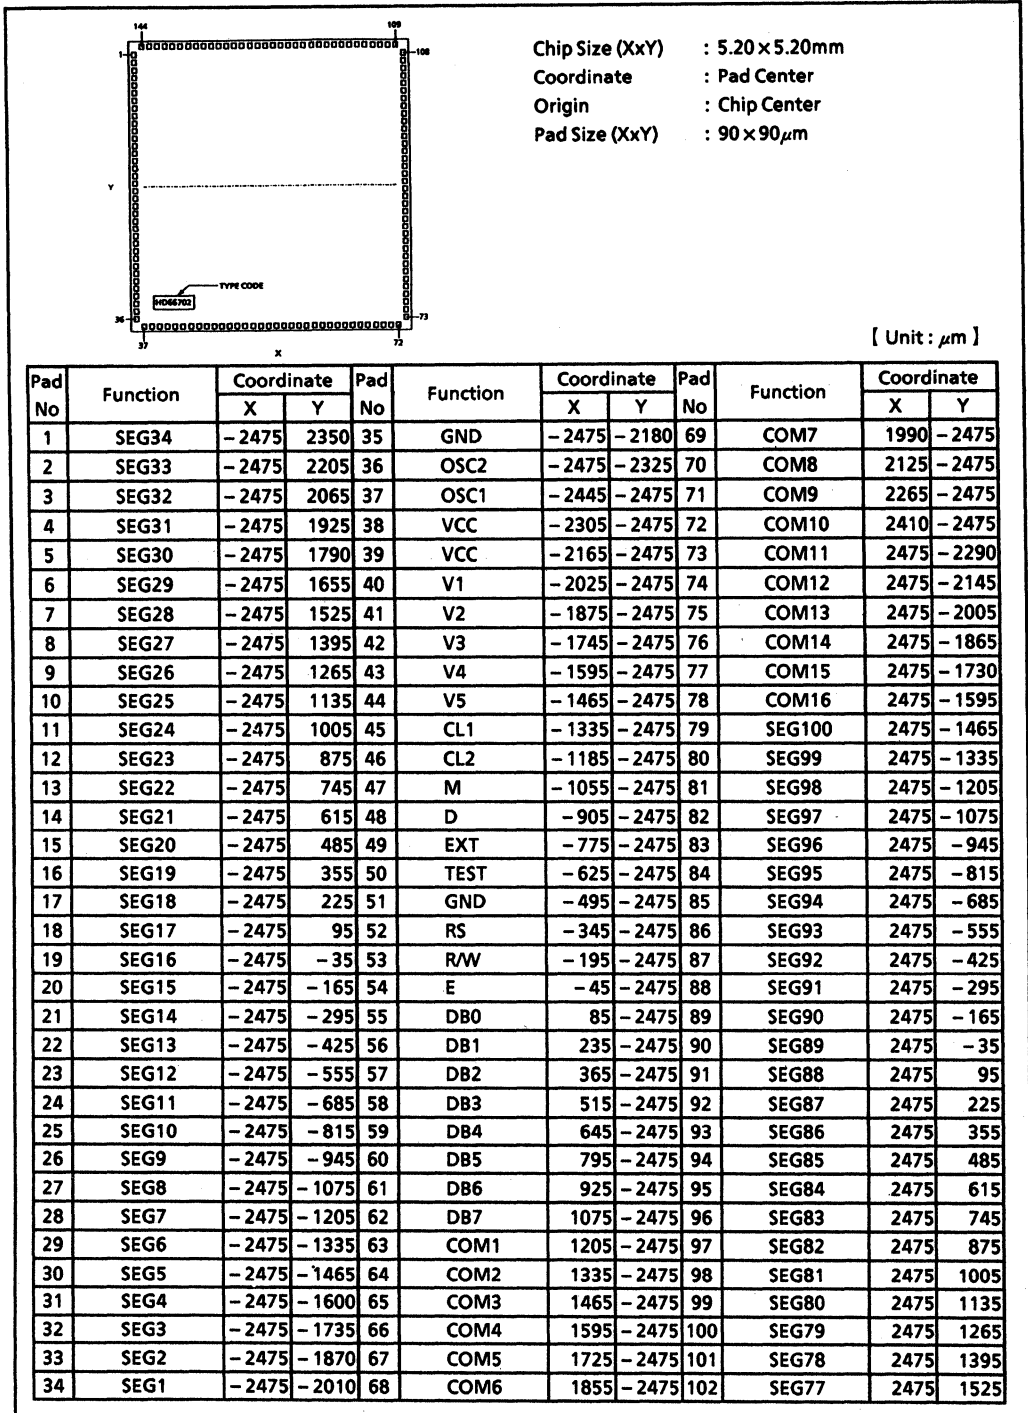 144 109
1 108
Y
TYPE CODE
HD66702
36 73
37 72
X
Chip Size (XxY) : 5.20×5.20mm
Coordinate : Pad Center
Origin : Chip Center
Pad Size (XxY) : 90×90μm
[ Unit : μm ]
Pad No Function Coordinate X Y Pad No Function Coordinate X Y Pad No Function Coordinate X Y
1 SEG34 −2475 2350 35 GND −2475 −2180 69 COM7 1990 −2475
2 SEG33 −2475 2205 36 OSC2 −2475 −2325 70 COM8 2125 −2475
3 SEG32 −2475 2065 37 OSC1 −2445 −2475 71 COM9 2265 −2475
4 SEG31 −2475 1925 38 VCC −2305 −2475 72 COM10 2410 −2475
5 SEG30 −2475 1790 39 VCC −2165 −2475 73 COM11 2475 −2290
6 SEG29 −2475 1655 40 V1 −2025 −2475 74 COM12 2475 −2145
7 SEG28 −2475 1525 41 V2 −1875 −2475 75 COM13 2475 −2005
8 SEG27 −2475 1395 42 V3 −1745 −2475 76 COM14 2475 −1865
9 SEG26 −2475 1265 43 V4 −1595 −2475 77 COM15 2475 −1730
10 SEG25 −2475 1135 44 V5 −1465 −2475 78 COM16 2475 −1595
11 SEG24 −2475 1005 45 CL1 −1335 −2475 79 SEG100 2475 −1465
12 SEG23 −2475 875 46 CL2 −1185 −2475 80 SEG99 2475 −1335
13 SEG22 −2475 745 47 M −1055 −2475 81 SEG98 2475 −1205
14 SEG21 −2475 615 48 D −905 −2475 82 SEG97 2475 −1075
15 SEG20 −2475 485 49 EXT −775 −2475 83 SEG96 2475 −945
16 SEG19 −2475 355 50 TEST −625 −2475 84 SEG95 2475 −815
17 SEG18 −2475 225 51 GND −495 −2475 85 SEG94 2475 −685
18 SEG17 −2475 95 52 RS −345 −2475 86 SEG93 2475 −555
19 SEG16 −2475 −35 53 R/W −195 −2475 87 SEG92 2475 −425
20 SEG15 −2475 −165 54 E −45 −2475 88 SEG91 2475 −295
21 SEG14 −2475 −295 55 DB0 85 −2475 89 SEG90 2475 −165
22 SEG13 −2475 −425 56 DB1 235 −2475 90 SEG89 2475 −35
23 SEG12 −2475 −555 57 DB2 365 −2475 91 SEG88 2475 95
24 SEG11 −2475 −685 58 DB3 515 −2475 92 SEG87 2475 225
25 SEG10 −2475 −815 59 DB4 645 −2475 93 SEG86 2475 355
26 SEG9 −2475 −945 60 DB5 795 −2475 94 SEG85 2475 485
27 SEG8 −2475 −1075 61 DB6 925 −2475 95 SEG84 2475 615
28 SEG7 −2475 −1205 62 DB7 1075 −2475 96 SEG83 2475 745
29 SEG6 −2475 −1335 63 COM1 1205 −2475 97 SEG82 2475 875
30 SEG5 −2475 −1465 64 COM2 1335 −2475 98 SEG81 2475 1005
31 SEG4 −2475 −1600 65 COM3 1465 −2475 99 SEG80 2475 1135
32 SEG3 −2475 −1735 66 COM4 1595 −2475 100 SEG79 2475 1265
33 SEG2 −2475 −1870 67 COM5 1725 −2475 101 SEG78 2475 1395
34 SEG1 −2475 −2010 68 COM6 1855 −2475 102 SEG77 2475 1525